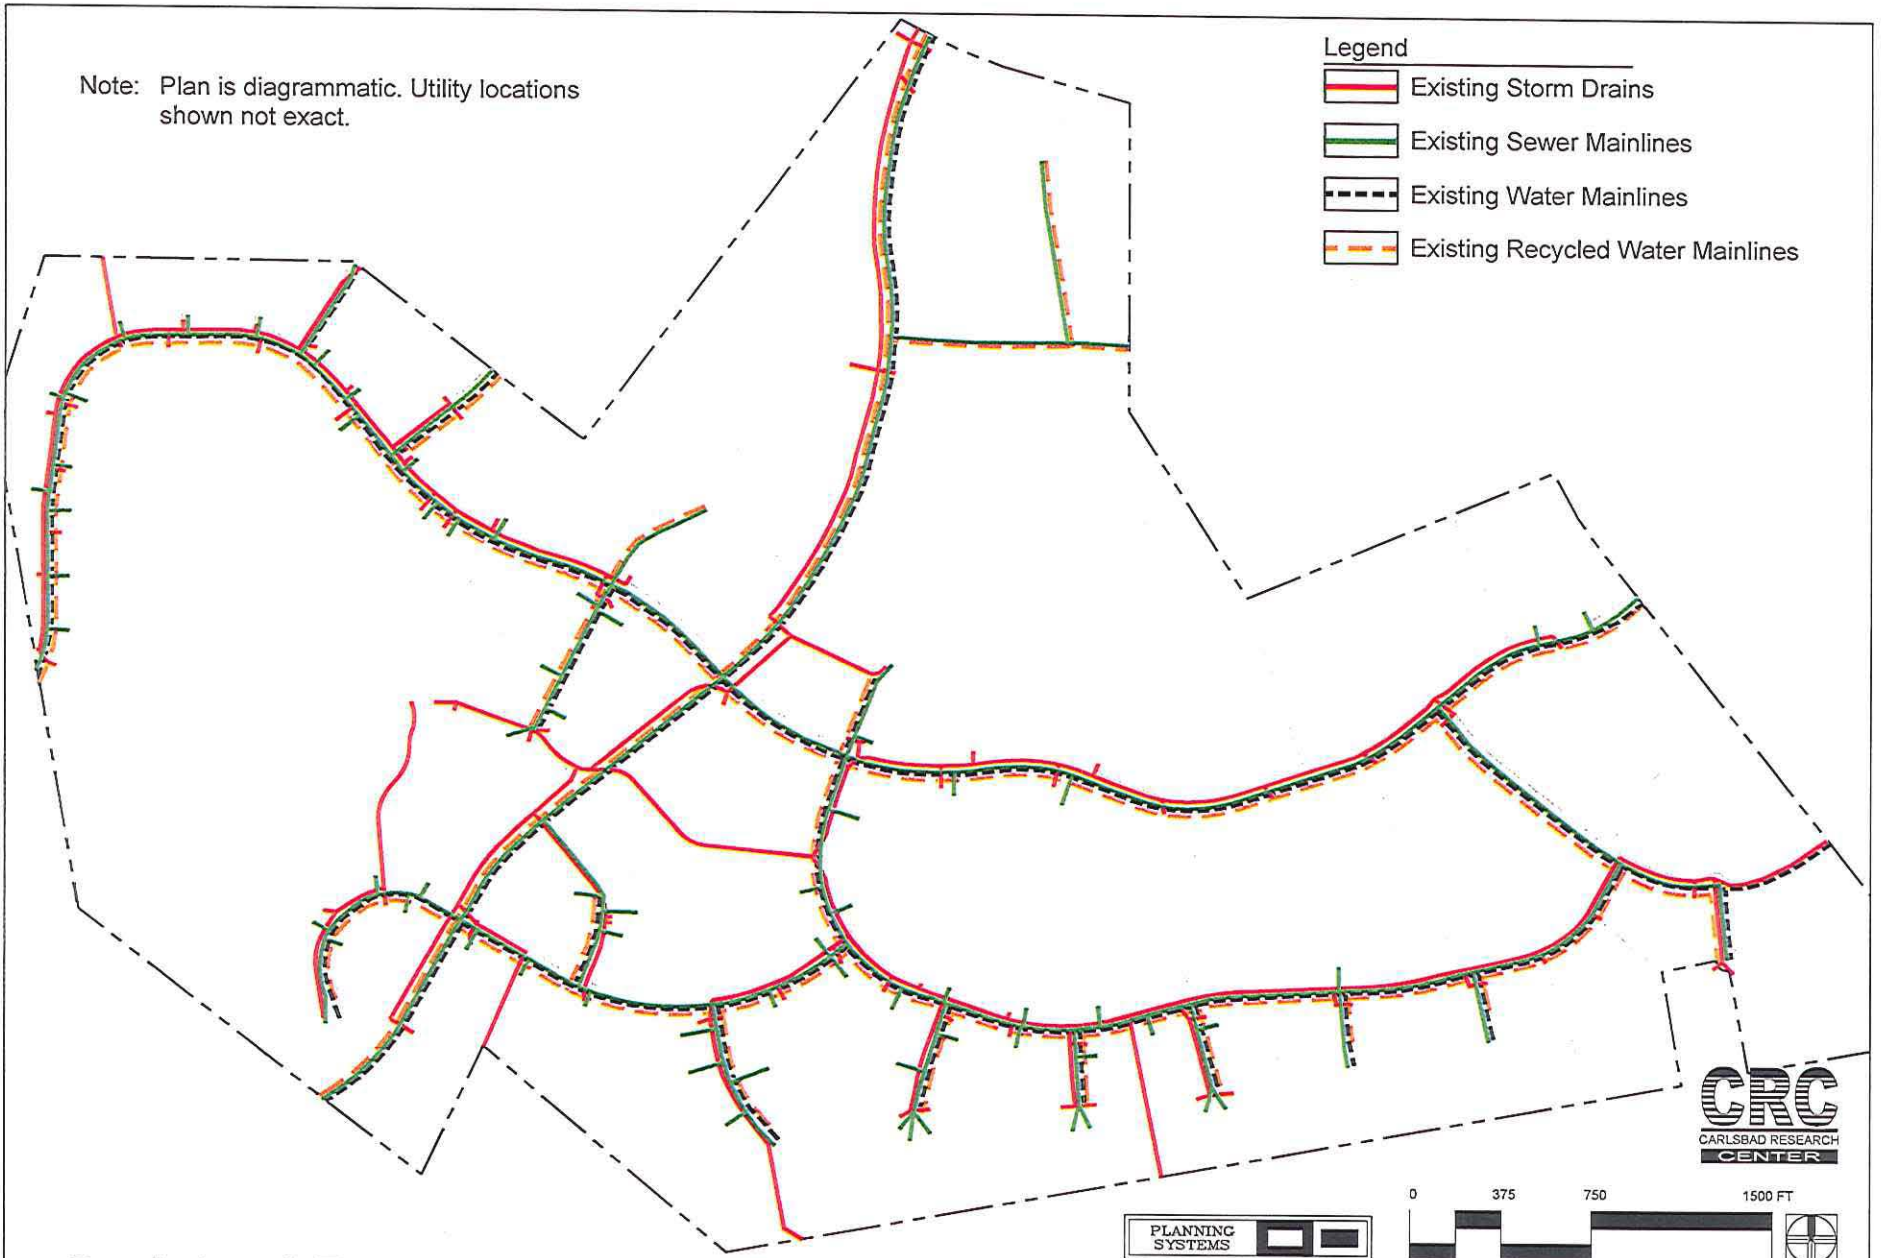 Note: Plan is diagrammatic. Utility locations
shown not exact.
Legend
Existing Storm Drains
Existing Sewer Mainlines
Existing Water Mainlines
Existing Recycled Water Mainlines
CRC
CARLSBAD RESEARCH
CENTER
0 375 750 1500 FT
PLANNING
SYSTEMS